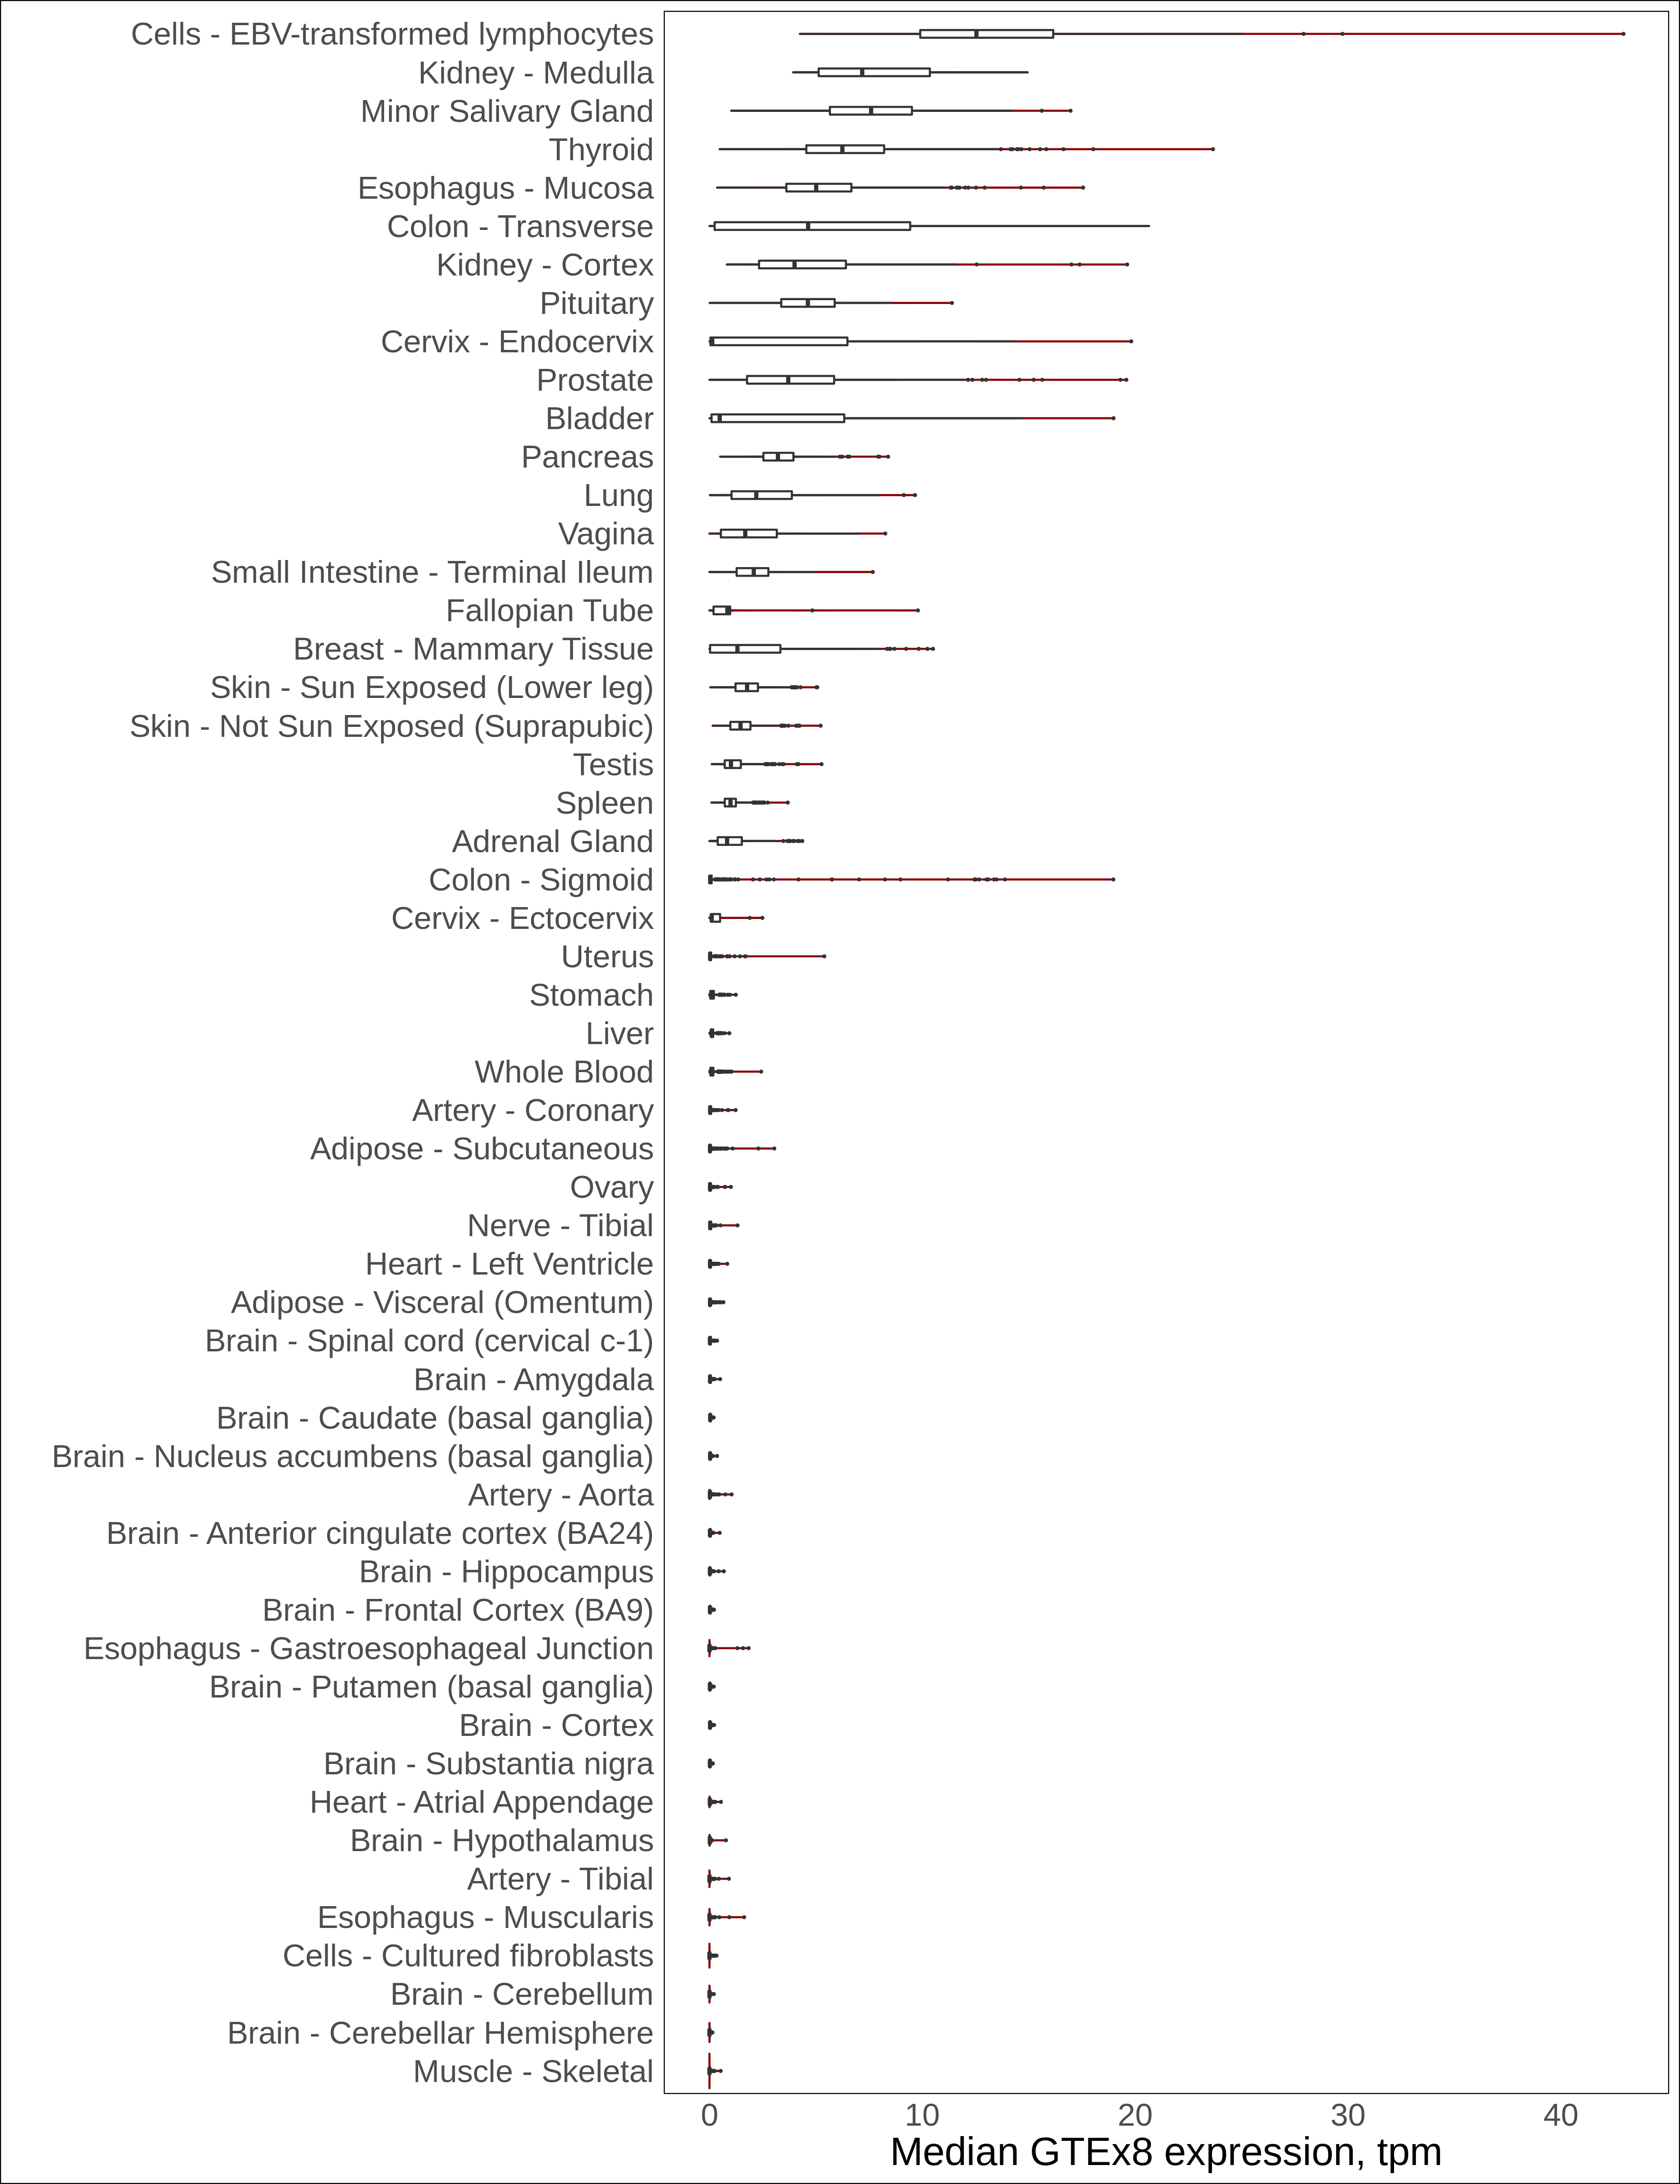 Cells - EBV-transformed lymphocytes
Kidney - Medulla
Minor Salivary Gland
Thyroid
Esophagus - Mucosa
Colon - Transverse
Kidney - Cortex
Pituitary
Cervix - Endocervix
Prostate
Bladder
Pancreas
Lung
Vagina
Small Intestine - Terminal Ileum
Fallopian Tube
Breast - Mammary Tissue
Skin - Sun Exposed (Lower leg)
Skin - Not Sun Exposed (Suprapubic)
Testis
Spleen
Adrenal Gland
Colon - Sigmoid
Cervix - Ectocervix
Uterus
Stomach
Liver
Whole Blood
Artery - Coronary
Adipose - Subcutaneous
Ovary
Nerve - Tibial
Heart - Left Ventricle
Adipose - Visceral (Omentum)
Brain - Spinal cord (cervical c-1)
Brain - Amygdala
Brain - Caudate (basal ganglia)
Brain - Nucleus accumbens (basal ganglia)
Artery - Aorta
Brain - Anterior cingulate cortex (BA24)
Brain - Hippocampus
Brain - Frontal Cortex (BA9)
Esophagus - Gastroesophageal Junction
Brain - Putamen (basal ganglia)
Brain - Cortex
Brain - Substantia nigra
Heart - Atrial Appendage
Brain - Hypothalamus
Artery - Tibial
Esophagus - Muscularis
Cells - Cultured fibroblasts
Brain - Cerebellum
Brain - Cerebellar Hemisphere
Muscle - Skeletal
0 10 20 30 40
Median GTEx8 expression, tpm